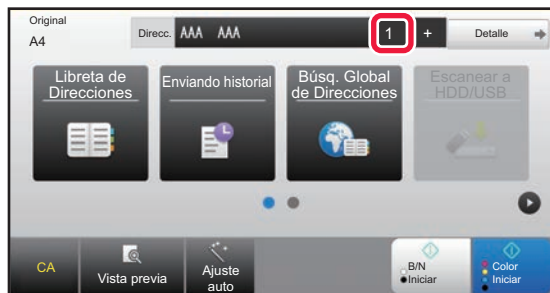 Original
A4
Direcc. AAA AAA 1 + Detalle
Libreta de
Direcciones
Enviando historial
Búsq. Global
de Direcciones
Escanear a
HDD/USB
CA
Vista previa
Ajuste
auto
B/N
Iniciar
Color
Iniciar